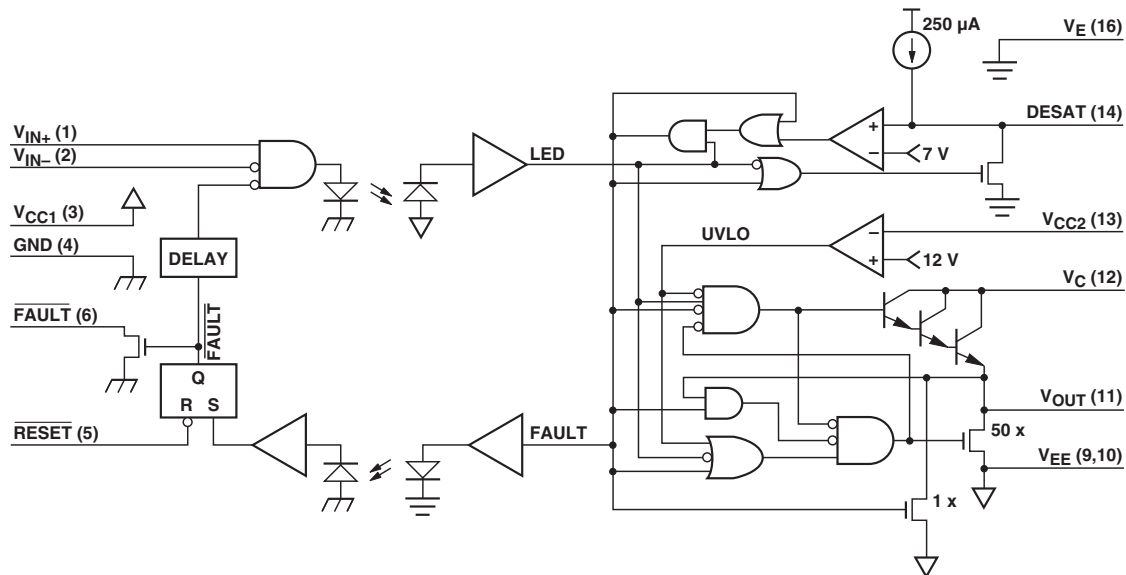 250 µA
V_E (16)
V_IN+ (1)
V_IN– (2)
DESAT (14)
LED
7 V
V_CC1 (3)
GND (4)
DELAY
UVLO
V_CC2 (13)
12 V
V_C (12)
FAULT (6)
FAULT
Q
R S
RESET (5)
FAULT
V_OUT (11)
50 x
V_EE (9,10)
1 x
+
–
–
+